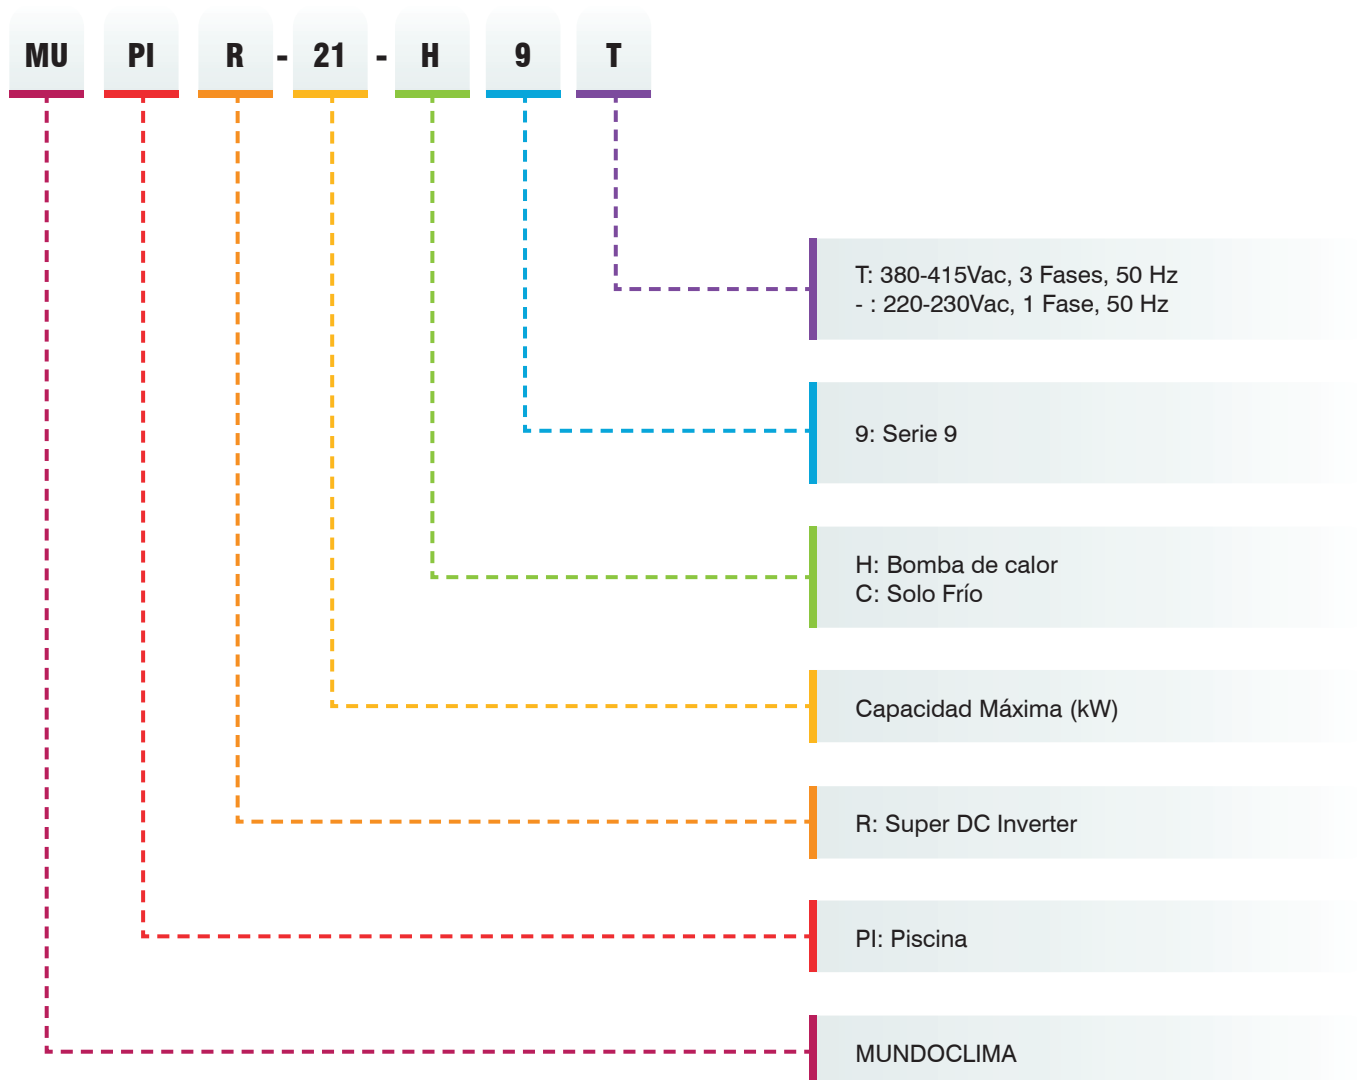 MU PI R - 21 - H 9 T
T: 380-415Vac, 3 Fases, 50 Hz
- : 220-230Vac, 1 Fase, 50 Hz
9: Serie 9
H: Bomba de calor
C: Solo Frío
Capacidad Máxima (kW)
R: Super DC Inverter
PI: Piscina
MUNDOCLIMA